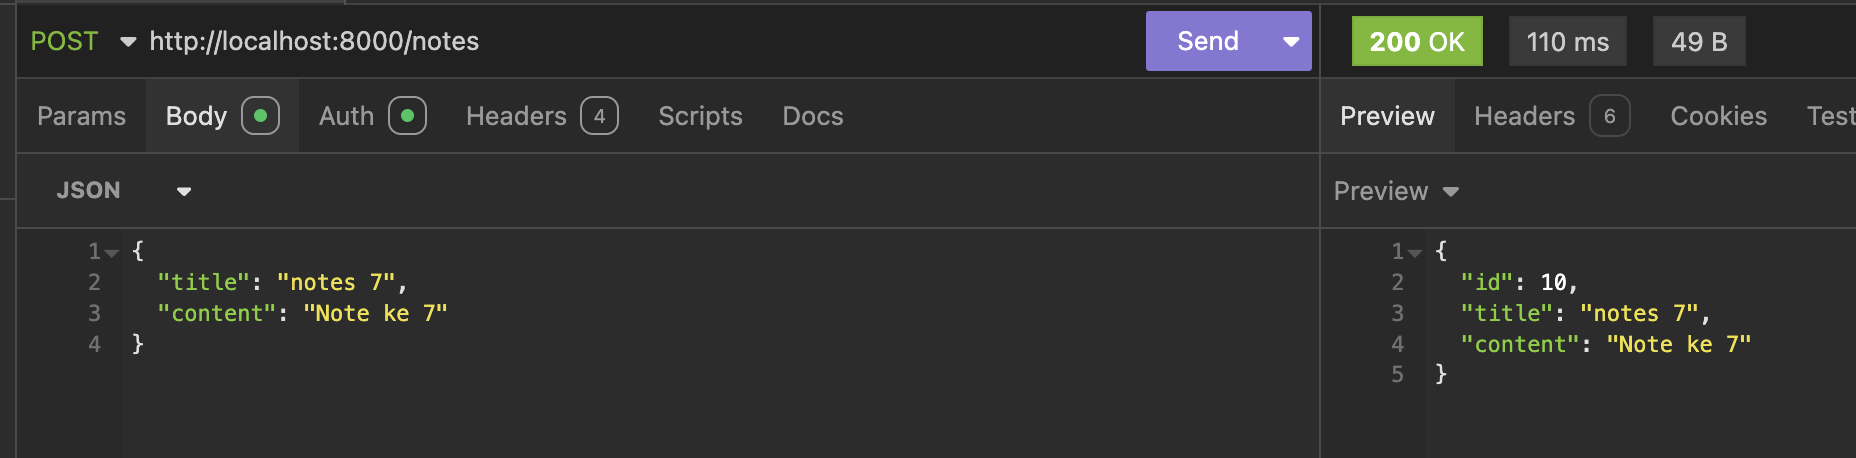 POST http://localhost:8000/notes Send 200 OK 110 ms 49 B
Params Body Auth Headers 4 Scripts Docs Preview Headers 6 Cookies Test
JSON Preview
1 {
2 "title": "notes 7",
3 "content": "Note ke 7"
4 }
1 {
2 "id": 10,
3 "title": "notes 7",
4 "content": "Note ke 7"
5 }